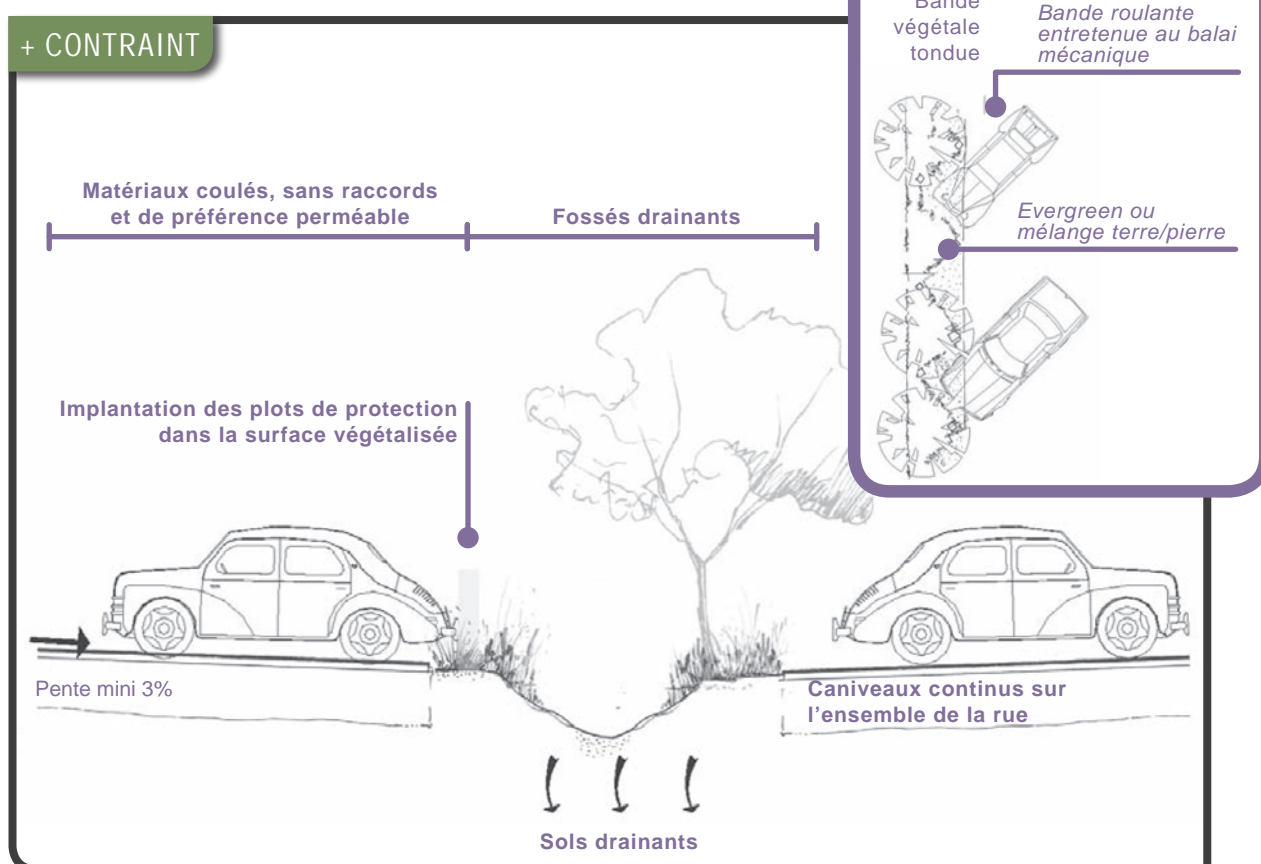 + CONTRAINT
Bande
végétale
tondue
Bande roulante
entretenue au balai
mécanique
Matériaux coulés, sans raccords
et de préférence perméable
Fossés drainants
Evergreen ou
mélange terre/pierre
Implantation des plots de protection
dans la surface végétalisée
Pente mini 3%
Caniveaux continus sur
l'ensemble de la rue
Sols drainants